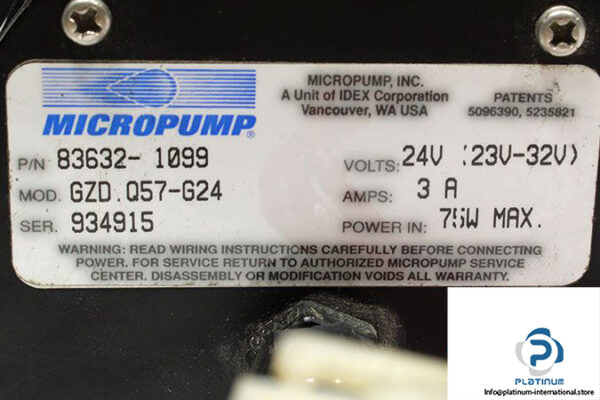 MICROPUMP®
MICROPUMP, INC.
A Unit of IDEX Corporation
Vancouver, WA USA
PATENTS
5096390, 5235821
P/N 83632- 1099
MOD. GZD.Q57-G24
SER. 934915
VOLTS: 24V (23V-32V)
AMPS: 3 A
POWER IN: 75W MAX.
WARNING: READ WIRING INSTRUCTIONS CAREFULLY BEFORE CONNECTING
POWER. FOR SERVICE RETURN TO AUTHORIZED MICROPUMP SERVICE
CENTER. DISASSEMBLY OR MODIFICATION VOIDS ALL WARRANTY.
PLATINUM
Info@platinum-international.store